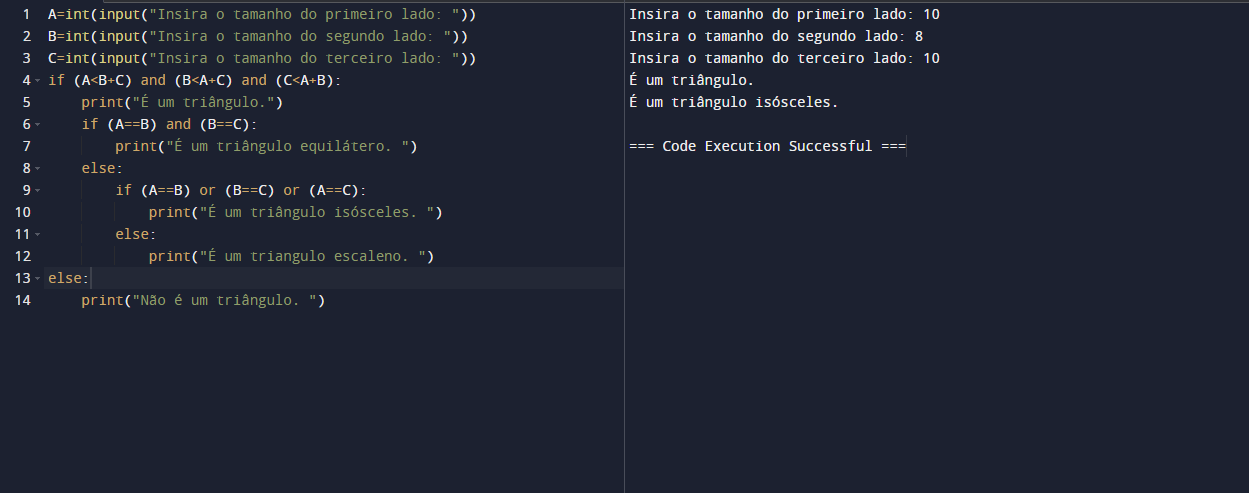 1 A=int(input("Insira o tamanho do primeiro lado: "))
2 B=int(input("Insira o tamanho do segundo lado: "))
3 C=int(input("Insira o tamanho do terceiro lado: "))
4 if (A<B+C) and (B<A+C) and (C<A+B):
5     print("É um triângulo.")
6     if (A==B) and (B==C):
7         print("É um triângulo equilátero. ")
8     else:
9         if (A==B) or (B==C) or (A==C):
10             print("É um triângulo isósceles. ")
11         else:
12             print("É um triangulo escaleno. ")
13 else:
14     print("Não é um triângulo. ")
Insira o tamanho do primeiro lado: 10
Insira o tamanho do segundo lado: 8
Insira o tamanho do terceiro lado: 10
É um triângulo.
É um triângulo isósceles.
=== Code Execution Successful ===